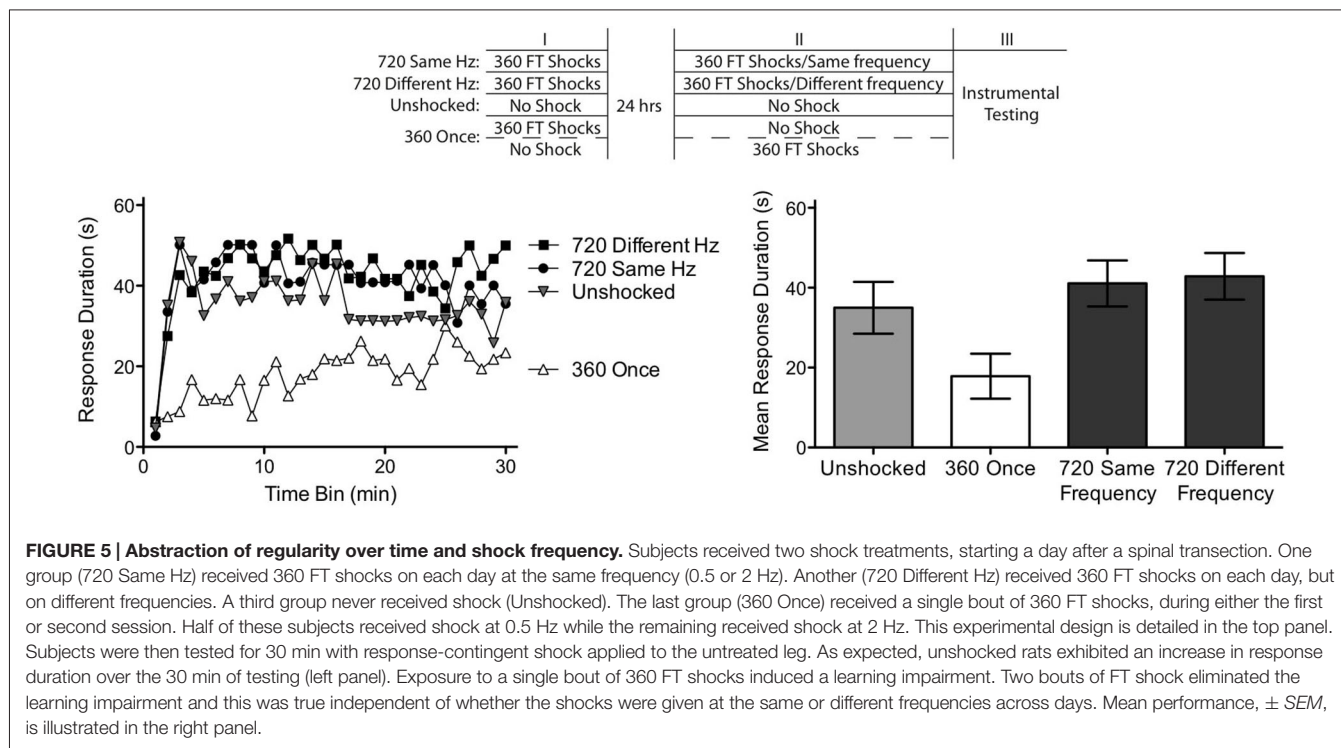 I II III
720 Same Hz: 360 FT Shocks 360 FT Shocks/Same frequency
720 Different Hz: 360 FT Shocks 360 FT Shocks/Different frequency
Unshocked: No Shock 24 hrs No Shock Instrumental Testing
360 Once: 360 FT Shocks No Shock
No Shock 360 FT Shocks
Response Duration (s)
60
40
20
0
0 10 20 30
Time Bin (min)
720 Different Hz
720 Same Hz
Unshocked
360 Once
Mean Response Duration (s)
60
40
20
0
Unshocked 360 Once 720 Same Frequency 720 Different Frequency
FIGURE 5 | Abstraction of regularity over time and shock frequency. Subjects received two shock treatments, starting a day after a spinal transection. One
group (720 Same Hz) received 360 FT shocks on each day at the same frequency (0.5 or 2 Hz). Another (720 Different Hz) received 360 FT shocks on each day, but
on different frequencies. A third group never received shock (Unshocked). The last group (360 Once) received a single bout of 360 FT shocks, during either the first
or second session. Half of these subjects received shock at 0.5 Hz while the remaining received shock at 2 Hz. This experimental design is detailed in the top panel.
Subjects were then tested for 30 min with response-contingent shock applied to the untreated leg. As expected, unshocked rats exhibited an increase in response
duration over the 30 min of testing (left panel). Exposure to a single bout of 360 FT shocks induced a learning impairment. Two bouts of FT shock eliminated the
learning impairment and this was true independent of whether the shocks were given at the same or different frequencies across days. Mean performance, ± SEM,
is illustrated in the right panel.